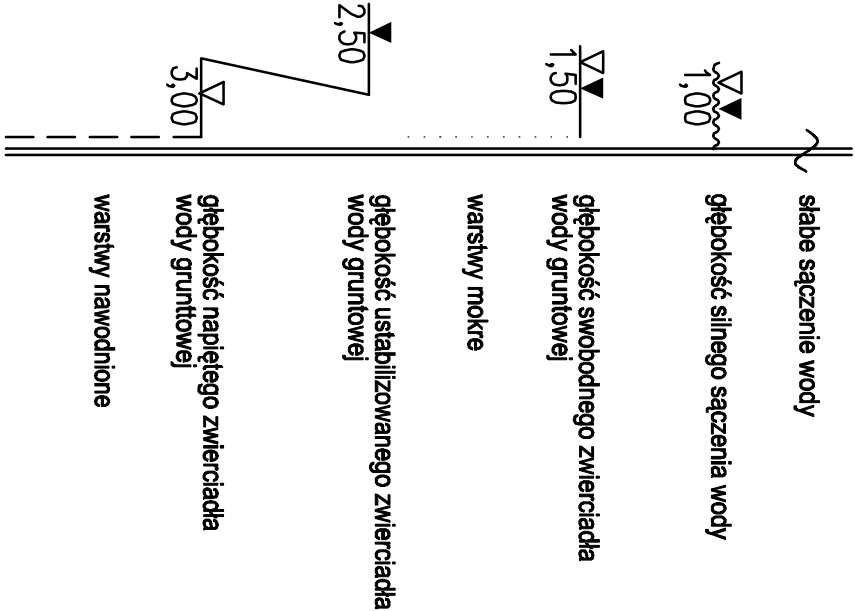 słabe sączenie wody
1,00
głębokość silnego sączenia wody
1,50
głębokość swobodnego zwierciadła
wody gruntowej
warstwy mokre
2,50
głębokość ustabilizowanego zwierciadła
wody gruntowej
3,00
głębokość napiętego zwierciadła
wody grunttowej
warstwy nawodnione